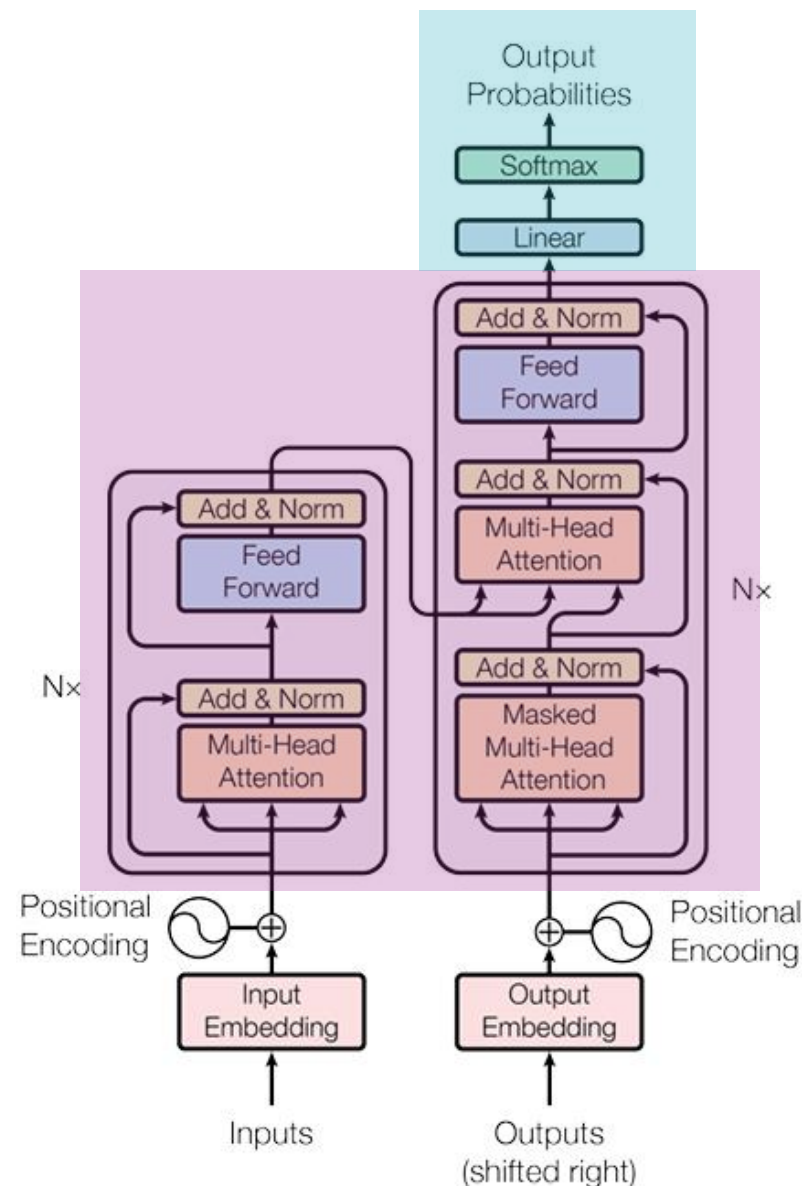 Output
Probabilities
Softmax
Linear
Add & Norm
Feed
Forward
Add & Norm
Multi-Head
Attention
Add & Norm
Masked
Multi-Head
Attention
Nx
Add & Norm
Feed
Forward
Add & Norm
Multi-Head
Attention
Nx
Positional
Encoding
Positional
Encoding
Input
Embedding
Output
Embedding
Inputs
Outputs
(shifted right)